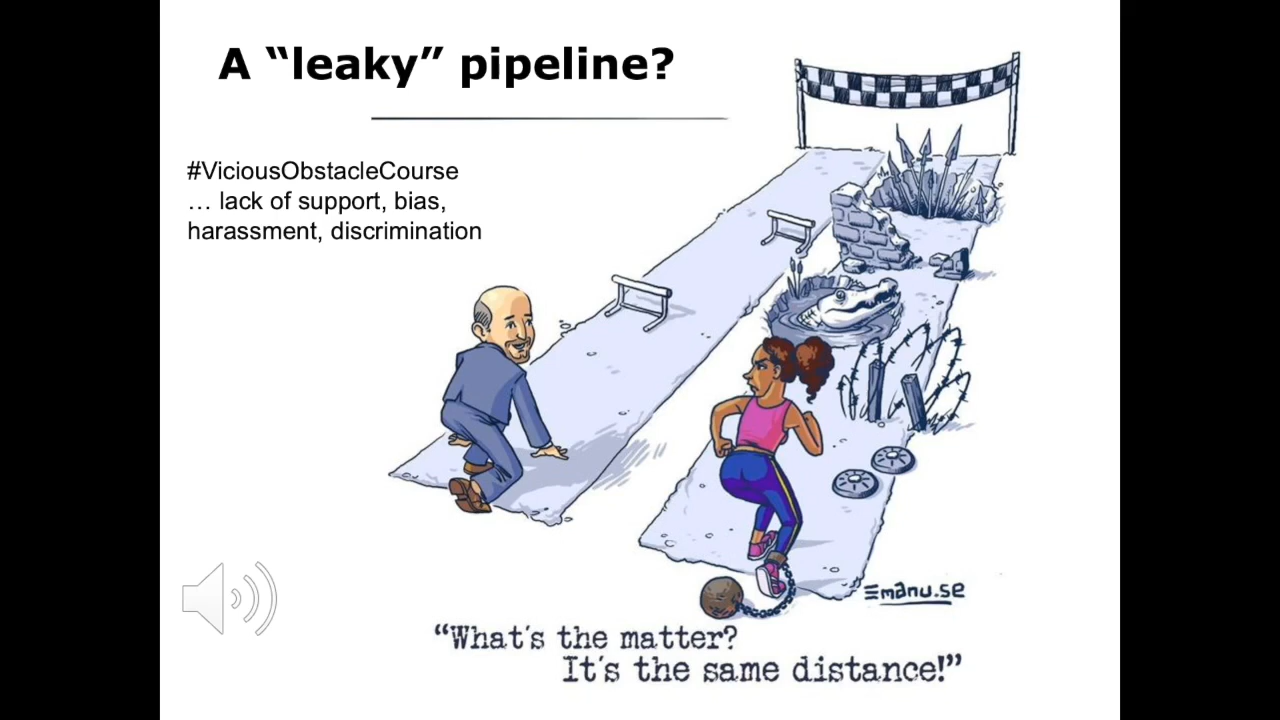 A “leaky” pipeline?
#ViciousObstacleCourse
… lack of support, bias,
harassment, discrimination
Emanu.se
“What's the matter?
It's the same distance!”